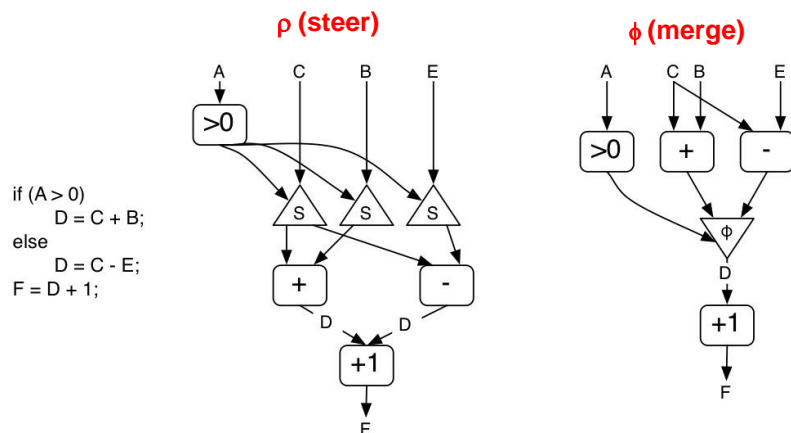 ρ (steer)
ϕ (merge)
A C B E
A C B E
>0
>0 + -
if (A > 0)
D = C + B;
else
D = C - E;
F = D + 1;
S S S
ϕ
+ -
D
D D
+1
+1
F
F